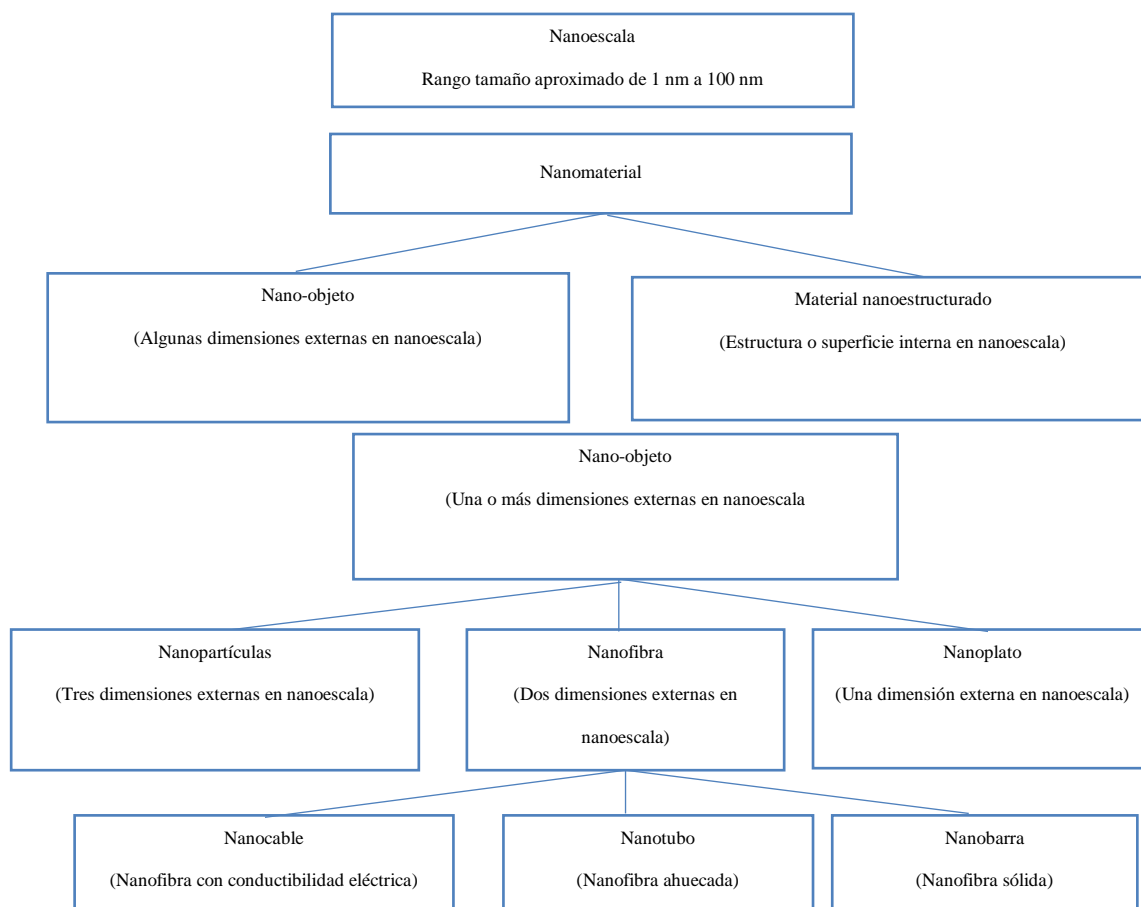 Nanoescala
Rango tamaño aproximado de 1 nm a 100 nm
Nanomaterial
Nano-objeto
(Algunas dimensiones externas en nanoescala)
Material nanoestructurado
(Estructura o superficie interna en nanoescala)
Nano-objeto
(Una o más dimensiones externas en nanoescala
Nanopartículas
(Tres dimensiones externas en nanoescala)
Nanofibra
(Dos dimensiones externas en
nanoescala)
Nanoplato
(Una dimensión externa en nanoescala)
Nanocable
(Nanofibra con conductibilidad eléctrica)
Nanotubo
(Nanofibra ahuecada)
Nanobarra
(Nanofibra sólida)